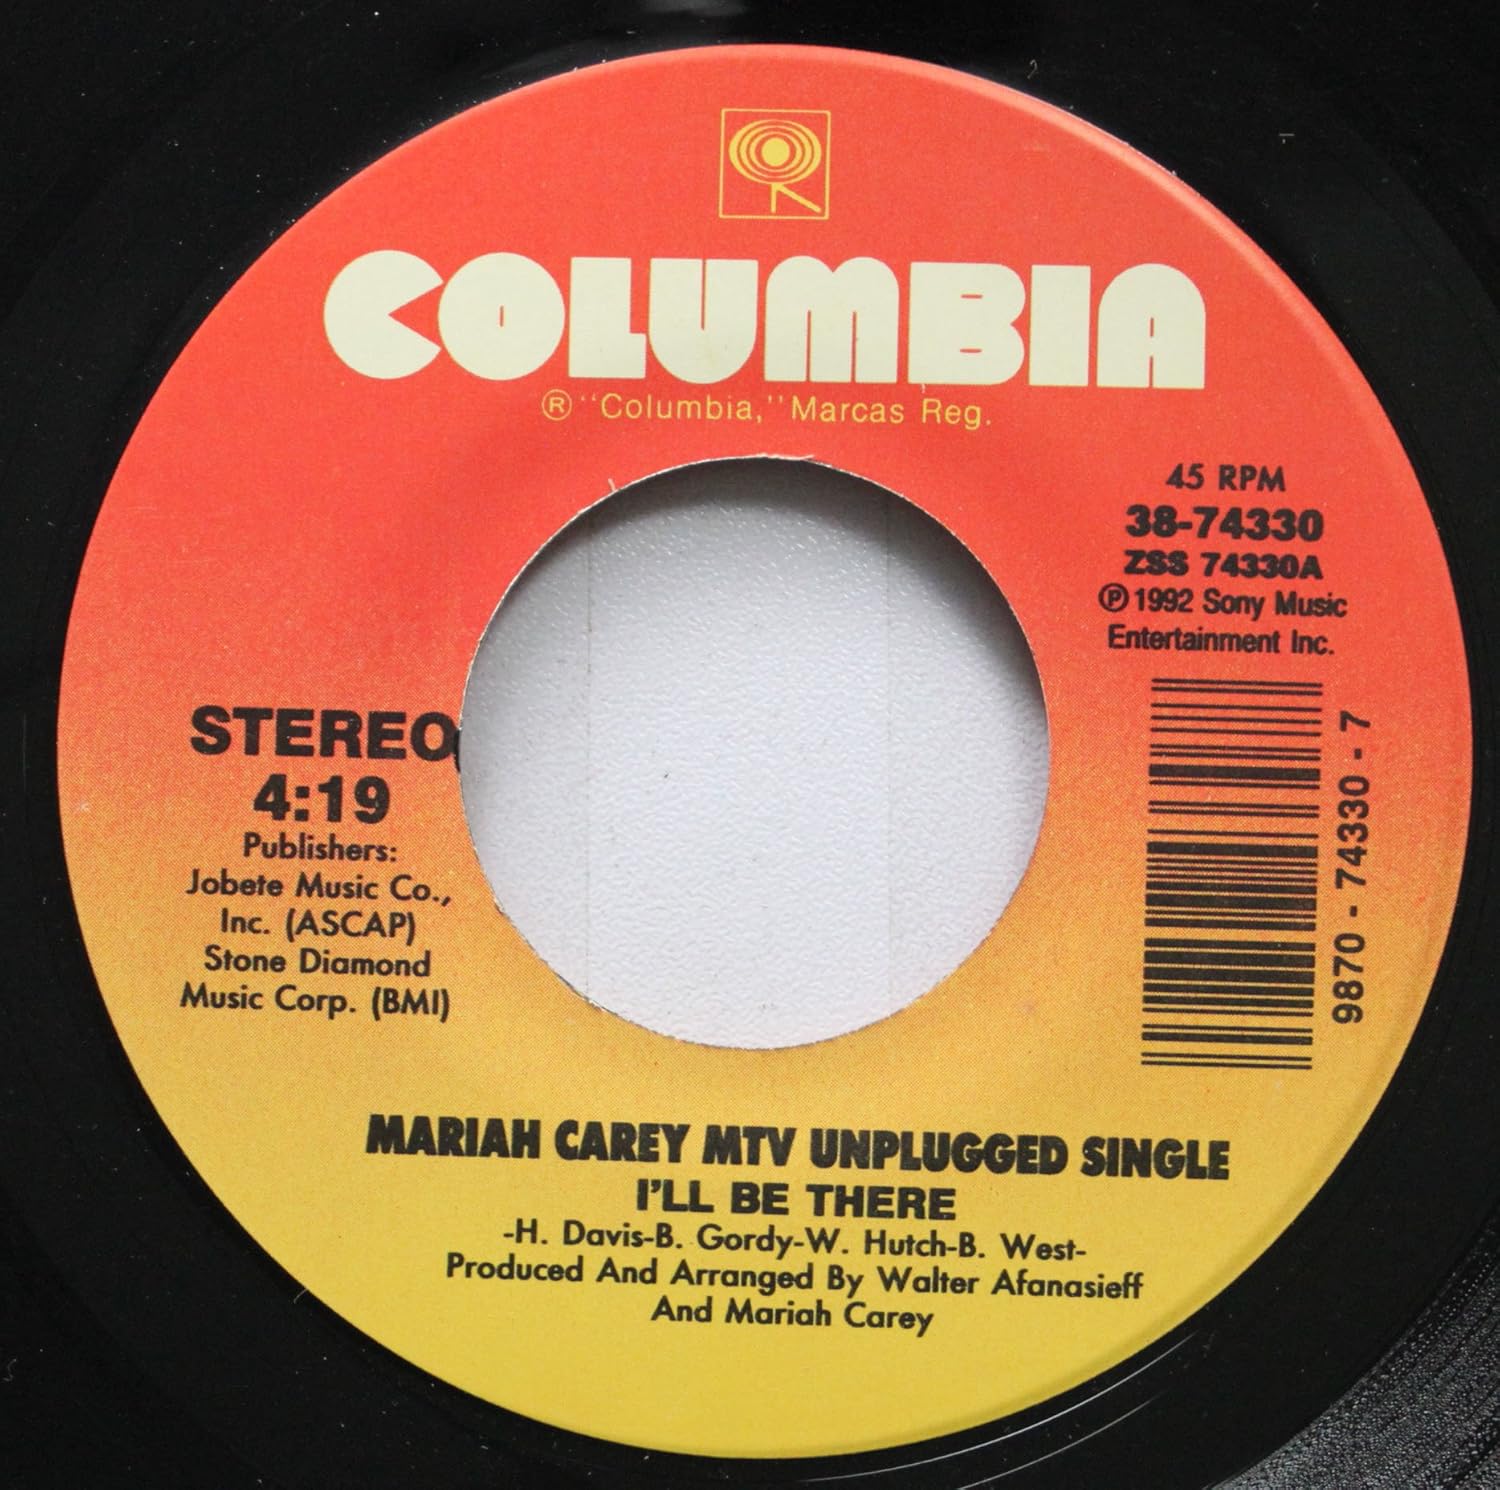 COLUMBIA
® "Columbia," Marcas Reg.
45 RPM
38-74330
ZSS 74330A
℗ 1992 Sony Music
Entertainment Inc.
9870 - 74330 - 7
STEREO
4:19
Publishers:
Jobete Music Co.,
Inc. (ASCAP)
Stone Diamond
Music Corp. (BMI)
MARIAH CAREY MTV UNPLUGGED SINGLE
I'LL BE THERE
-H. Davis-B. Gordy-W. Hutch-B. West-
Produced And Arranged By Walter Afanasieff
And Mariah Carey